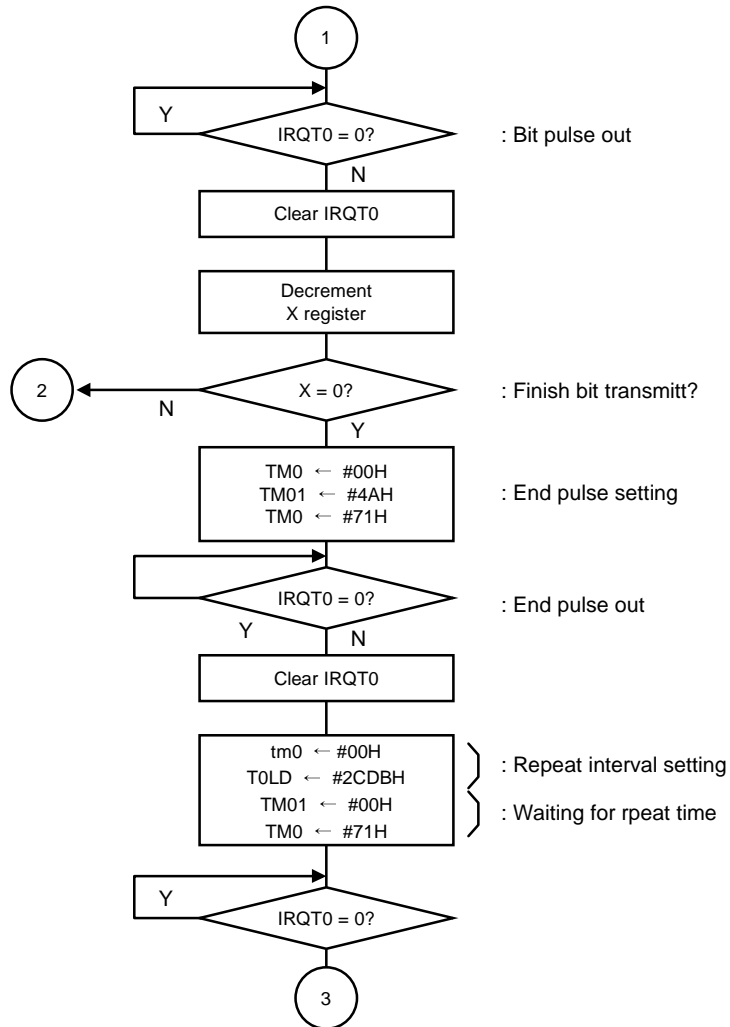 1
Y
IRQT0 = 0?
: Bit pulse out
N
Clear IRQT0
Decrement
X register
2
N
X = 0?
: Finish bit transmitt?
Y
TM0 ← #00H
TM01 ← #4AH
TM0 ← #71H
: End pulse setting
IRQT0 = 0?
: End pulse out
Y
N
Clear IRQT0
tm0 ← #00H
T0LD ← #2CDBH
: Repeat interval setting
TM01 ← #00H
TM0 ← #71H
: Waiting for rpeat time
Y
IRQT0 = 0?
3